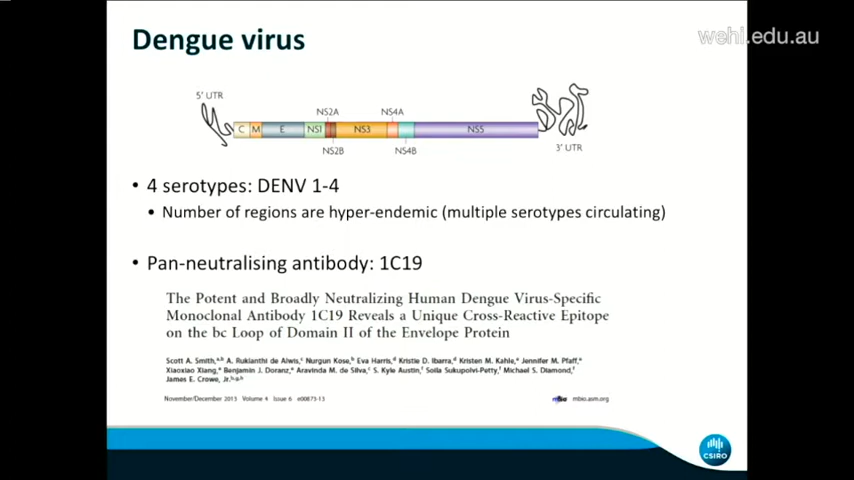 Dengue virus
wehi.edu.au
5' UTR
NS2A
NS4A
C M E NS1 NS3 NS5
NS2B
NS4B
3' UTR
• 4 serotypes: DENV 1-4
• Number of regions are hyper-endemic (multiple serotypes circulating)
• Pan-neutralising antibody: 1C19
The Potent and Broadly Neutralizing Human Dengue Virus-Specific
Monoclonal Antibody 1C19 Reveals a Unique Cross-Reactive Epitope
on the bc Loop of Domain II of the Envelope Protein
Scott A. Smith, A. Ruklanthi de Alwis, Nurgun Kose, Eva Harris, Kristie D. Ibarra, Kristen M. Kahle, Jennifer M. Pfaff,
Xiaoxiao Xiang, Benjamin J. Doranz, Aravinda M. de Silva, S. Kyle Austin, Soila Sukupolvi-Petty, Michael S. Diamond,
James E. Crowe, Jr.
November/December 2013 Volume 4 Issue 6 e00873-13
mBio mbio.asm.org
CSIRO